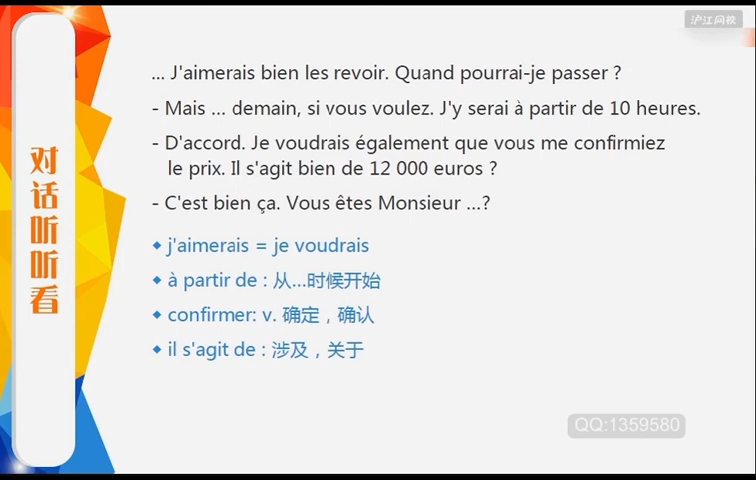 沪江网校
... J'aimerais bien les revoir. Quand pourrai-je passer ?
- Mais ... demain, si vous voulez. J'y serai à partir de 10 heures.
- D'accord. Je voudrais également que vous me confirmiez
le prix. Il s'agit bien de 12 000 euros ?
- C'est bien ça. Vous êtes Monsieur ...?
对话听听看
◆ j'aimerais = je voudrais
◆ à partir de : 从...时候开始
◆ confirmer: v. 确定，确认
◆ il s'agit de : 涉及，关于
QQ:1359580